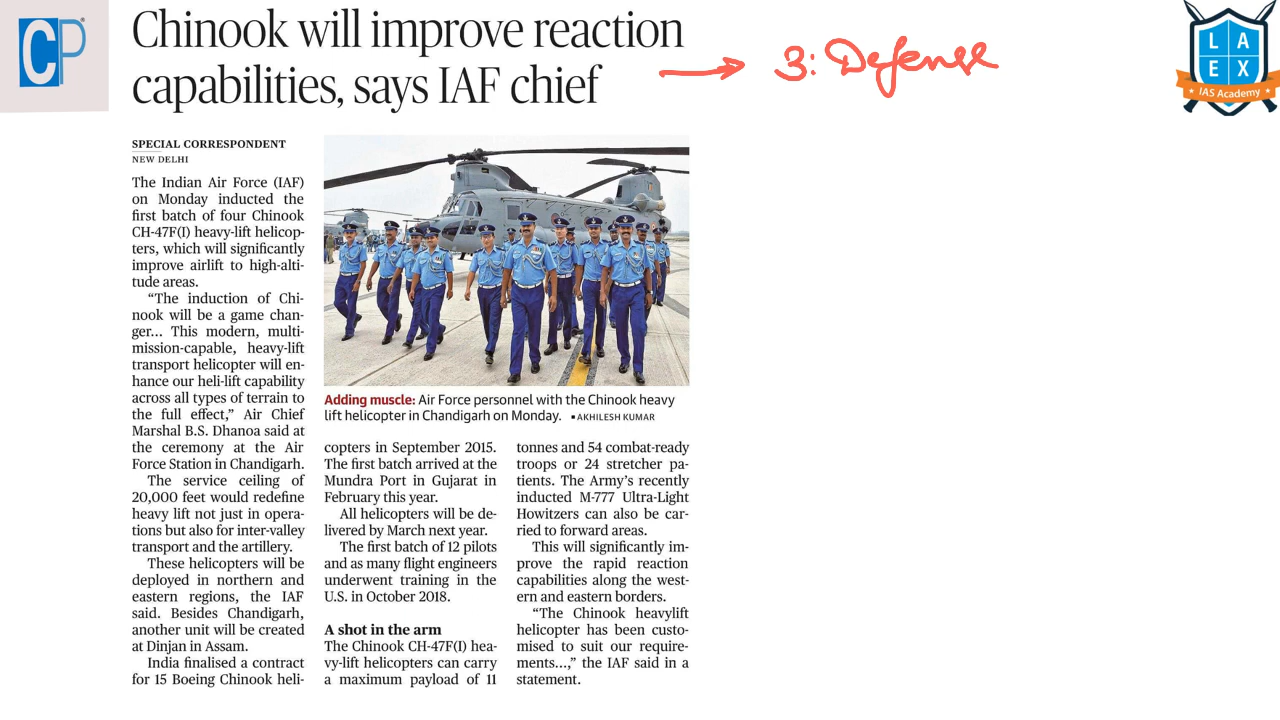 CP
Chinook will improve reaction
capabilities, says IAF chief
3: Defense
L A
E X
IAS Academy
SPECIAL CORRESPONDENT
NEW DELHI
The Indian Air Force (IAF)
on Monday inducted the
first batch of four Chinook
CH-47F(I) heavy-lift helicop-
ters, which will significantly
improve airlift to high-alti-
tude areas.
“The induction of Chi-
nook will be a game chan-
ger... This modern, multi-
mission-capable, heavy-lift
transport helicopter will en-
hance our heli-lift capability
across all types of terrain to
the full effect,” Air Chief
Marshal B.S. Dhanoa said at
the ceremony at the Air
Force Station in Chandigarh.
The service ceiling of
20,000 feet would redefine
heavy lift not just in opera-
tions but also for inter-valley
transport and the artillery.
These helicopters will be
deployed in northern and
eastern regions, the IAF
said. Besides Chandigarh,
another unit will be created
at Dinjan in Assam.
India finalised a contract
for 15 Boeing Chinook heli-
Adding muscle: Air Force personnel with the Chinook heavy
lift helicopter in Chandigarh on Monday. ▪AKHILESH KUMAR
copters in September 2015.
The first batch arrived at the
Mundra Port in Gujarat in
February this year.
All helicopters will be de-
livered by March next year.
The first batch of 12 pilots
and as many flight engineers
underwent training in the
U.S. in October 2018.
A shot in the arm
The Chinook CH-47F(I) hea-
vy-lift helicopters can carry
a maximum payload of 11
tonnes and 54 combat-ready
troops or 24 stretcher pa-
tients. The Army’s recently
inducted M-777 Ultra-Light
Howitzers can also be car-
ried to forward areas.
This will significantly im-
prove the rapid reaction
capabilities along the west-
ern and eastern borders.
“The Chinook heavylift
helicopter has been custo-
mised to suit our require-
ments...,” the IAF said in a
statement.